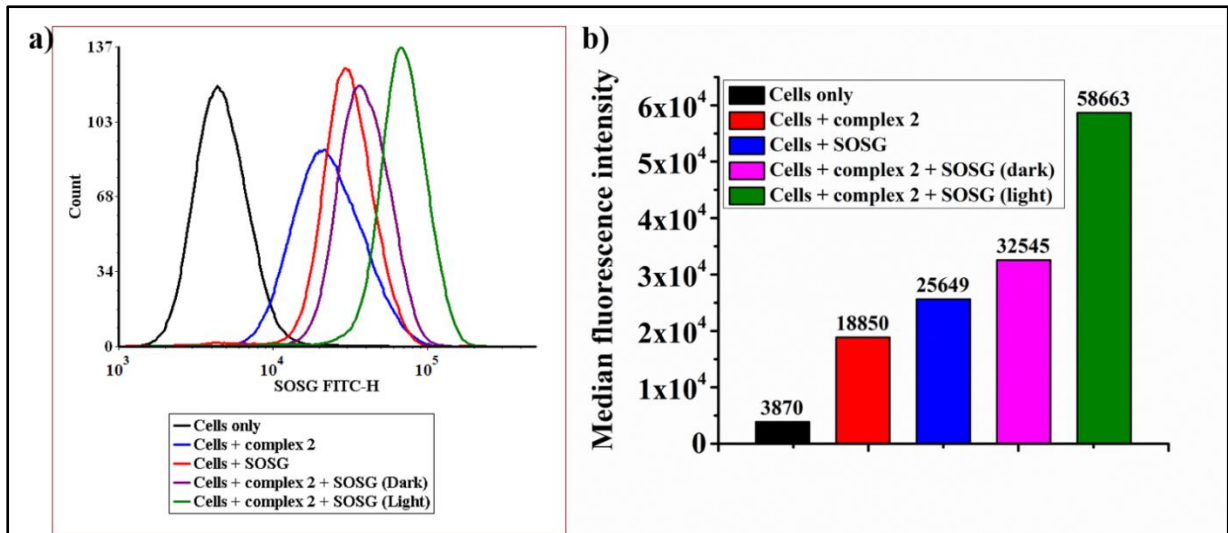 a)
137
103
68
34
0
Count
10³
10⁴
10⁵
SOSG FITC-H
Cells only
Cells + complex 2
Cells + SOSG
Cells + complex 2 + SOSG (Dark)
Cells + complex 2 + SOSG (Light)
b)
Median fluorescence intensity
6x10⁴
5x10⁴
4x10⁴
3x10⁴
2x10⁴
1x10⁴
0
Cells only
Cells + complex 2
Cells + SOSG
Cells + complex 2 + SOSG (dark)
Cells + complex 2 + SOSG (light)
3870
18850
25649
32545
58663